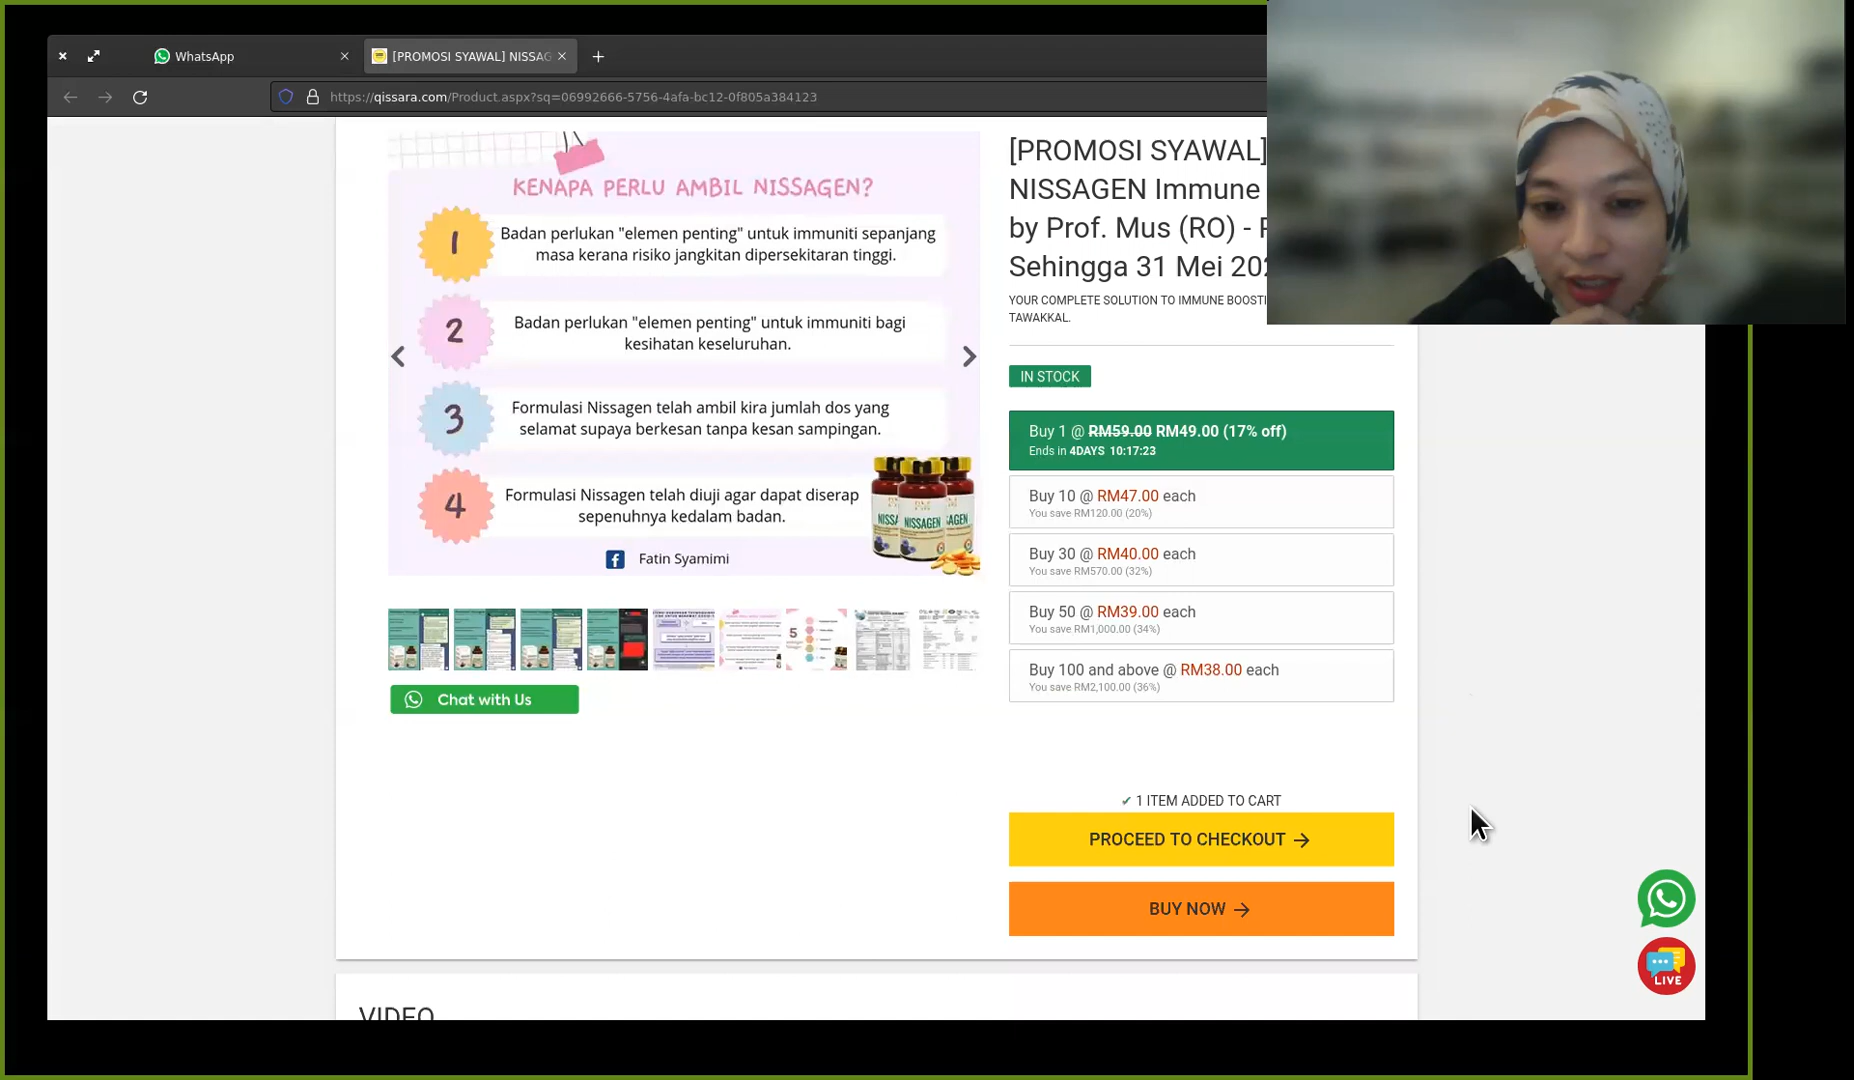 WhatsApp
[PROMOSI SYAWAL] NISSAG
https://qissara.com/Product.aspx?sq=06992666-5756-4afa-bc12-0f805a384123
KENAPA PERLU AMBIL NISSAGEN?
1
Badan perlukan "elemen penting" untuk immuniti sepanjang
masa kerana risiko jangkitan dipersekitaran tinggi.
2
Badan perlukan "elemen penting" untuk immuniti bagi
kesihatan keseluruhan.
3
Formulasi Nissagen telah ambil kira jumlah dos yang
selamat supaya berkesan tanpa kesan sampingan.
4
Formulasi Nissagen telah diuji agar dapat diserap
sepenuhnya kedalam badan.
NISSAGEN
Fatin Syamimi
Chat with Us
[PROMOSI SYAWAL]
NISSAGEN Immune
by Prof. Mus (RO) -
Sehingga 31 Mei
YOUR COMPLETE SOLUTION TO IMMUNE
TAWAKKAL.
IN STOCK
Buy 1 @ RM59.00 RM49.00 (17% off)
Ends in 4DAYS 10:17:23
Buy 10 @ RM47.00 each
You save RM120.00 (20%)
Buy 30 @ RM40.00 each
You save RM570.00 (32%)
Buy 50 @ RM39.00 each
You save RM1,000.00 (34%)
Buy 100 and above @ RM38.00 each
You save RM2,100.00 (36%)
✓ 1 ITEM ADDED TO CART
PROCEED TO CHECKOUT →
BUY NOW →
LIVE
VIDEO